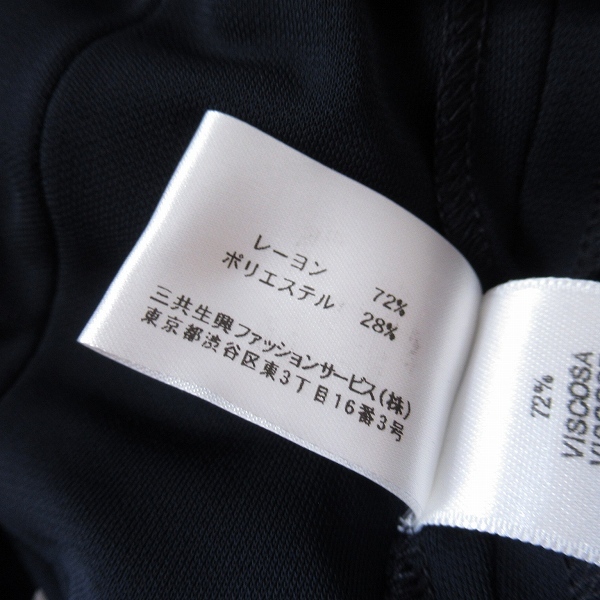 レーヨン 72%
ポリエステル 28%
三共生興ファッションサービス(株)
東京都渋谷区東3丁目16番3号
72%
VISCOSA